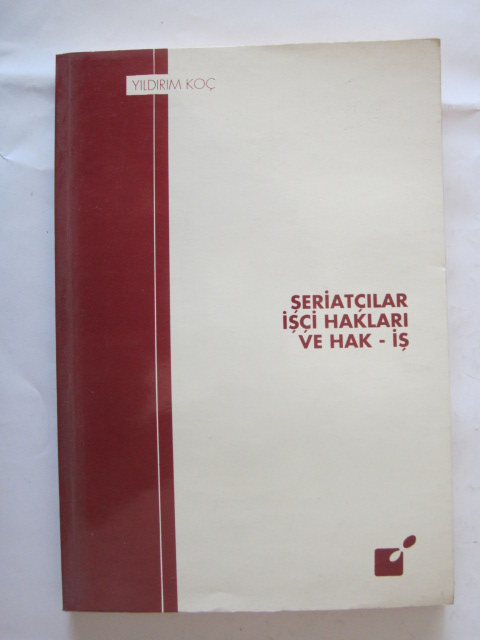 YILDIRIM KOÇ
ŞERİATÇILAR
İŞÇİ HAKLARI
VE HAK - İŞ